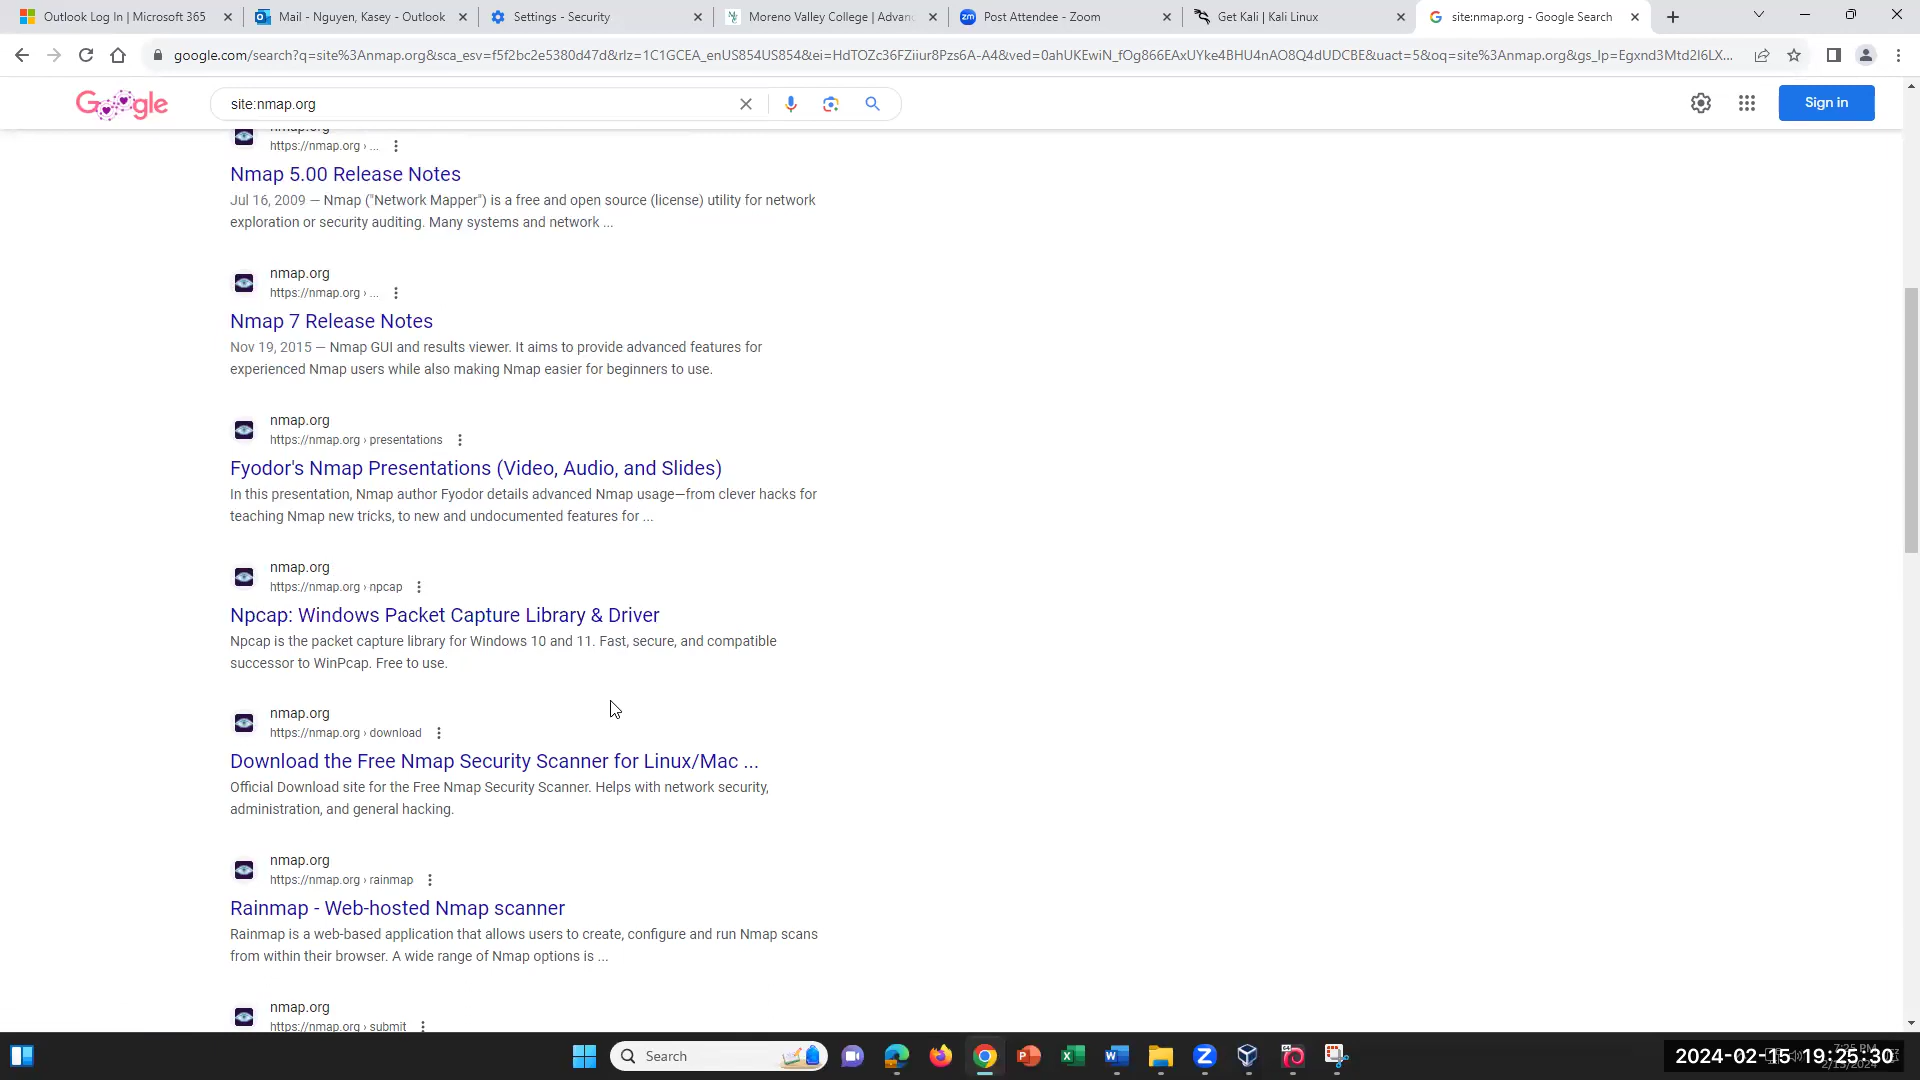 Outlook Log In | Microsoft 365
Mail - Nguyen, Kasey - Outlook
Settings - Security
Moreno Valley College | Advan
Post Attendee - Zoom
Get Kali | Kali Linux
site:nmap.org - Google Search
google.com/search?q=site%3Anmap.org&sca_esv=f5f2bc2e5380d47d&rlz=1C1GCEA_enUS854US854&ei=HdTOZc36FZiiur8Pzs6A-A4&ved=0ahUKEwiN_fOg866EAxUYke4BHU4nAO8Q4dUDCBE&uact=5&oq=site%3Anmap.org&gs_lp=Egxnd3Mtd2l6LX...
Google
site:nmap.org
Sign in
nmap.org
https://nmap.org › ...
Nmap 5.00 Release Notes
Jul 16, 2009 — Nmap ("Network Mapper") is a free and open source (license) utility for network
exploration or security auditing. Many systems and network ...
nmap.org
https://nmap.org › ...
Nmap 7 Release Notes
Nov 19, 2015 — Nmap GUI and results viewer. It aims to provide advanced features for
experienced Nmap users while also making Nmap easier for beginners to use.
nmap.org
https://nmap.org › presentations
Fyodor's Nmap Presentations (Video, Audio, and Slides)
In this presentation, Nmap author Fyodor details advanced Nmap usage—from clever hacks for
teaching Nmap new tricks, to new and undocumented features for ...
nmap.org
https://nmap.org › npcap
Npcap: Windows Packet Capture Library & Driver
Npcap is the packet capture library for Windows 10 and 11. Fast, secure, and compatible
successor to WinPcap. Free to use.
nmap.org
https://nmap.org › download
Download the Free Nmap Security Scanner for Linux/Mac ...
Official Download site for the Free Nmap Security Scanner. Helps with network security,
administration, and general hacking.
nmap.org
https://nmap.org › rainmap
Rainmap - Web-hosted Nmap scanner
Rainmap is a web-based application that allows users to create, configure and run Nmap scans
from within their browser. A wide range of Nmap options is ...
nmap.org
https://nmap.org › submit
Search
7:25 PM
2/15/2024
2024-02-15 19:25:30